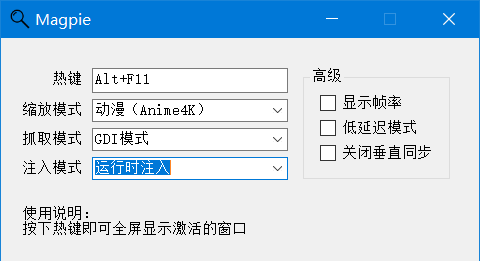 Magpie
热键 Alt+F11
缩放模式 动漫（Anime4K）
抓取模式 GDI模式
注入模式 运行时注入
高级
显示帧率
低延迟模式
关闭垂直同步
使用说明：
按下热键即可全屏显示激活的窗口